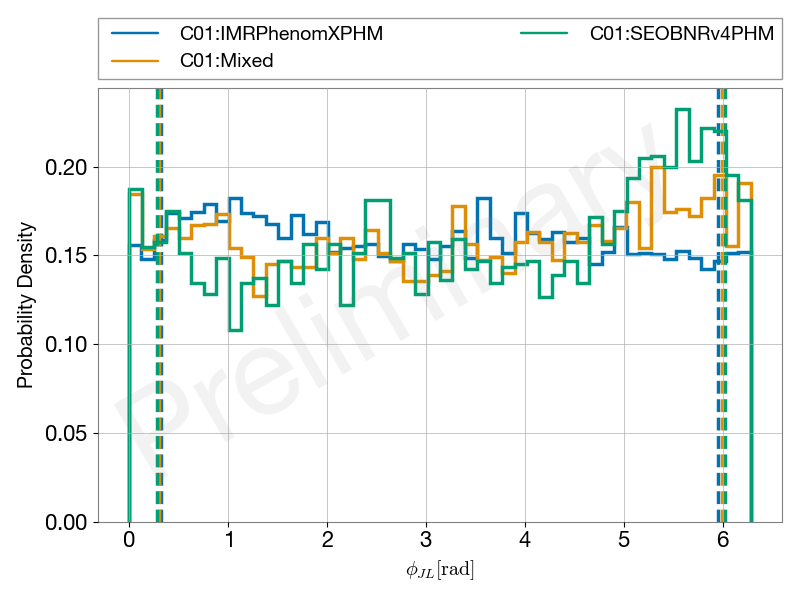 C01:IMRPhenomXPHM
C01:Mixed
C01:SEOBNRv4PHM
Preliminary
Probability Density
0.20
0.15
0.10
0.05
0.00
0 1 2 3 4 5 6
ϕ_JL[rad]